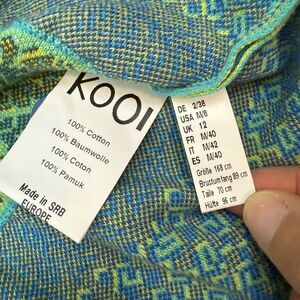 KOOI
100% Cotton
100% Baumwolle
100% Coton
100% Pamuk
Made in SRB
EUROPE
DE 2/38
USA M/8
UK 12
FR M/40
IT M/42
ES M/40
Größe 168 cm
Brustumfang 89 cm
Taille 70 cm
Hüfte 96 cm